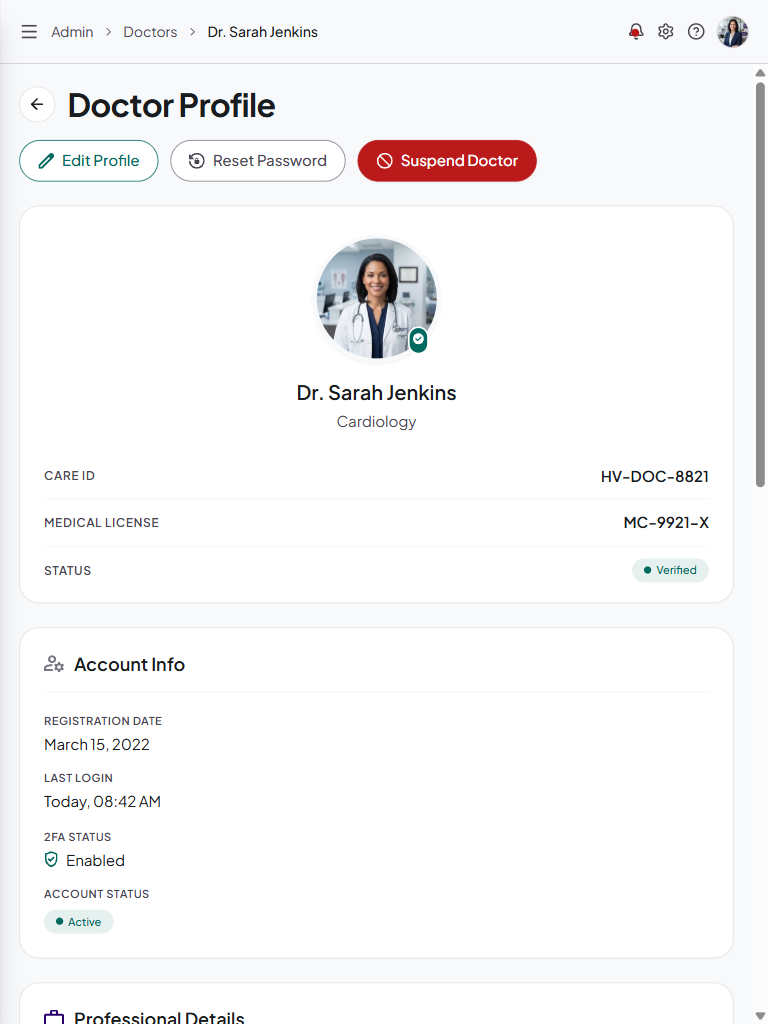 Admin > Doctors > Dr. Sarah Jenkins
Doctor Profile
Edit Profile
Reset Password
Suspend Doctor
Dr. Sarah Jenkins
Cardiology
CARE ID
HV-DOC-8821
MEDICAL LICENSE
MC-9921-X
STATUS
Verified
Account Info
REGISTRATION DATE
March 15, 2022
LAST LOGIN
Today, 08:42 AM
2FA STATUS
Enabled
ACCOUNT STATUS
Active
Professional Details